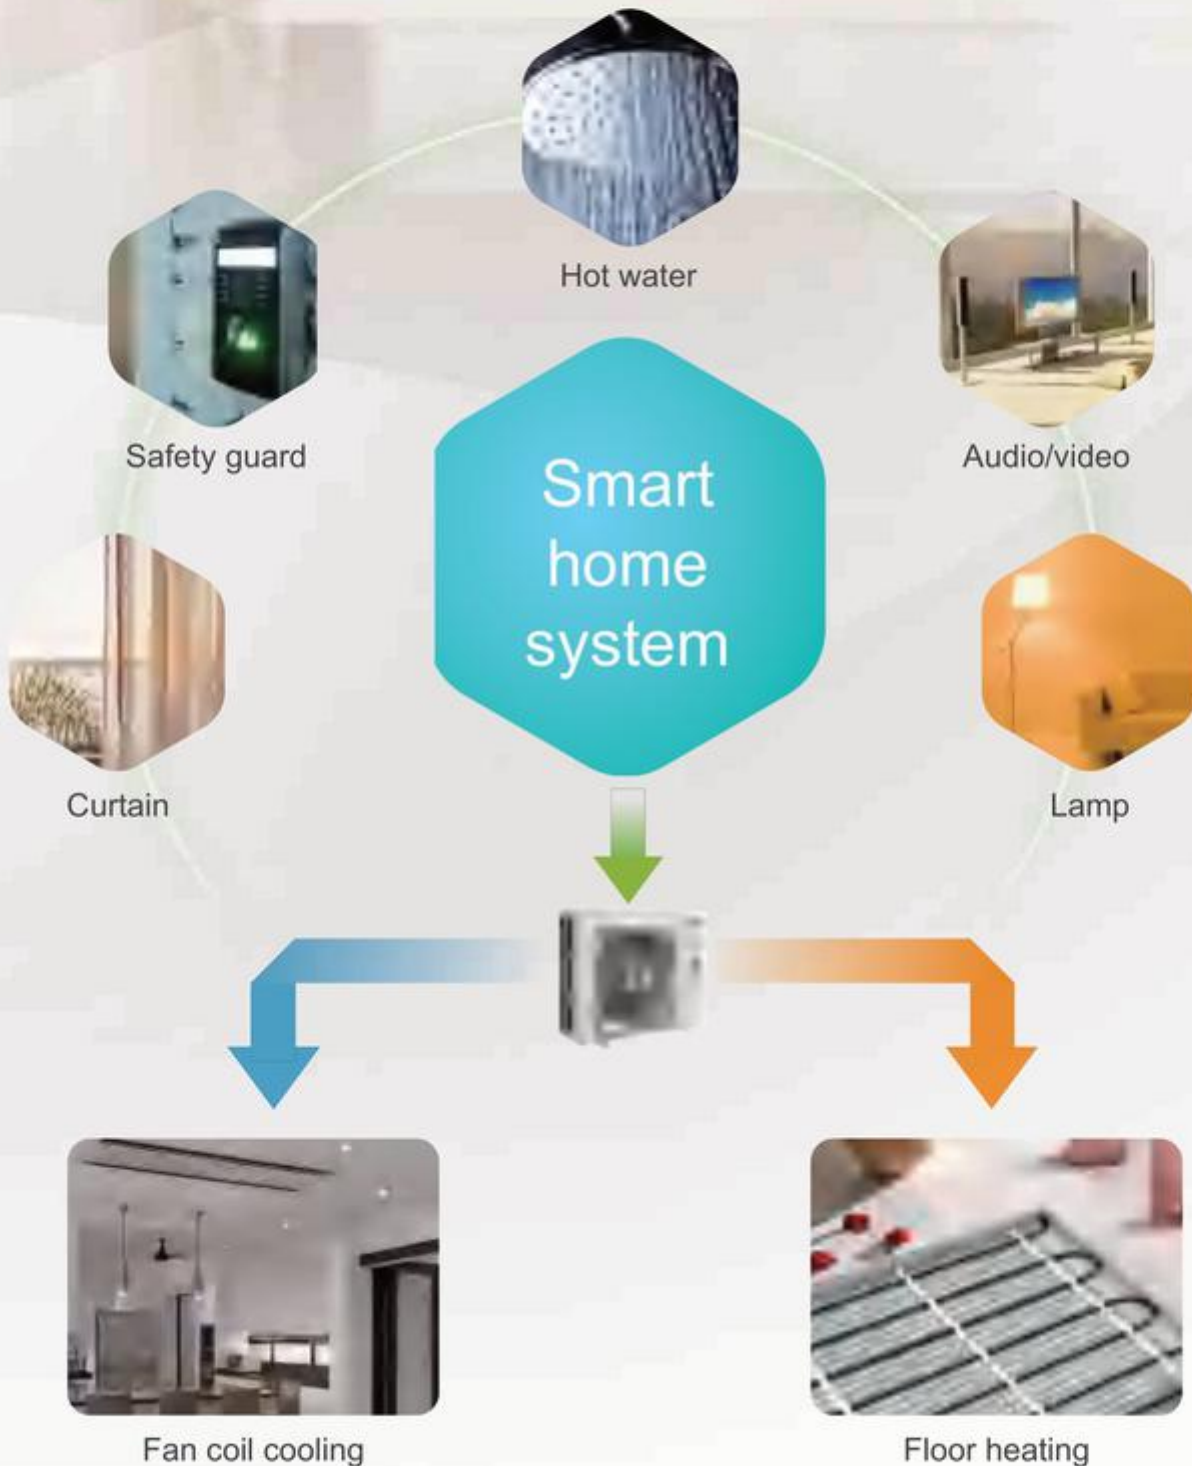 Hot water
Safety guard
Audio/video
Smart
home
system
Curtain
Lamp
Fan coil cooling
Floor heating